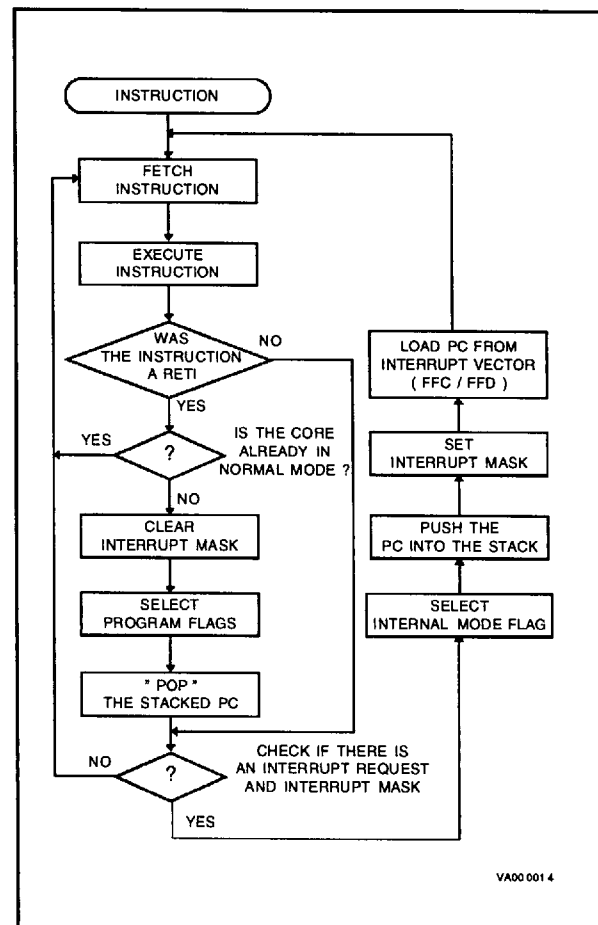 INSTRUCTION
FETCH
INSTRUCTION
EXECUTE
INSTRUCTION
WAS
THE INSTRUCTION
A RETI
NO
YES
?
YES
IS THE CORE
ALREADY IN
NORMAL MODE ?
NO
CLEAR
INTERRUPT MASK
SELECT
PROGRAM FLAGS
" POP "
THE STACKED PC
?
NO
CHECK IF THERE IS
AN INTERRUPT REQUEST
AND INTERRUPT MASK
YES
LOAD PC FROM
INTERRUPT VECTOR
( FFC / FFD )
SET
INTERRUPT MASK
PUSH THE
PC INTO THE STACK
SELECT
INTERNAL MODE FLAG
VA00 001 4